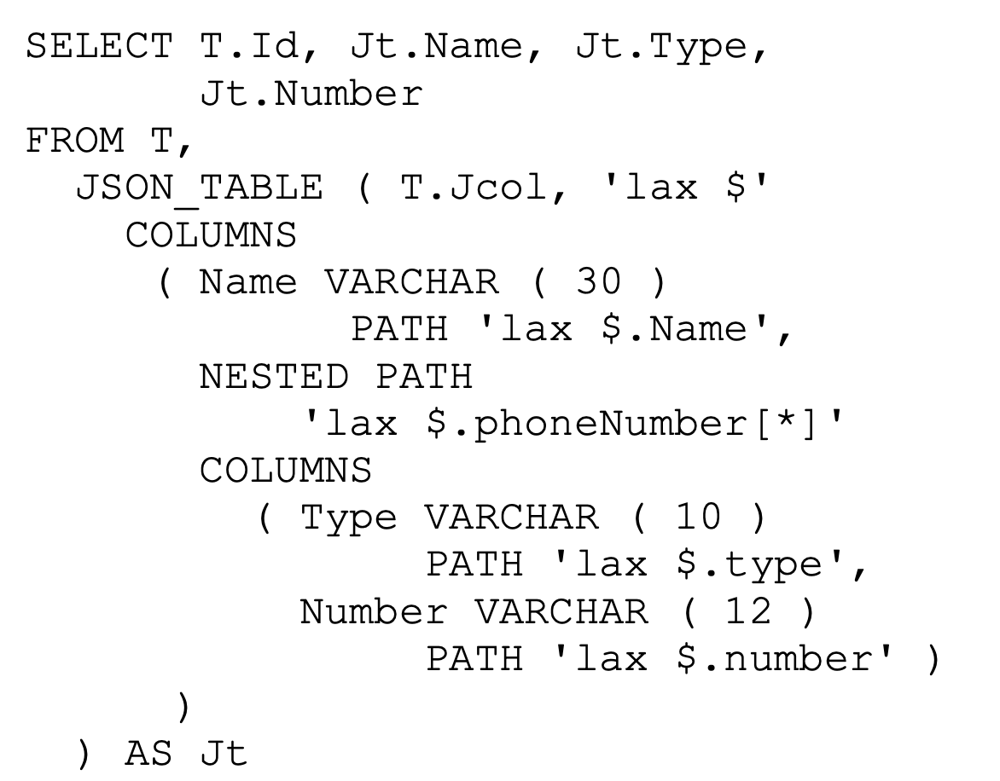 SELECT T.Id, Jt.Name, Jt.Type,
       Jt.Number
FROM T,
  JSON_TABLE ( T.Jcol, 'lax $'
    COLUMNS
     ( Name VARCHAR ( 30 )
             PATH 'lax $.Name',
       NESTED PATH
           'lax $.phoneNumber[*]'
       COLUMNS
         ( Type VARCHAR ( 10 )
                PATH 'lax $.type',
           Number VARCHAR ( 12 )
                PATH 'lax $.number' )
      )
  ) AS Jt